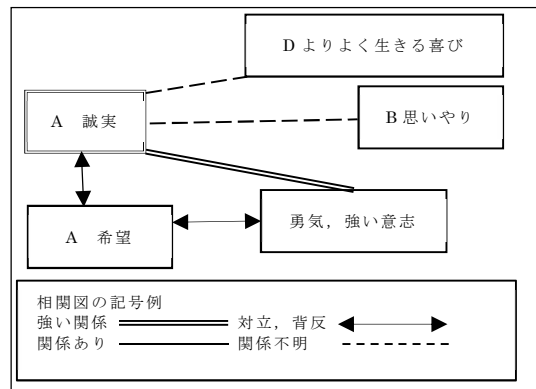 D よりよく生きる喜び
A 誠実
B 思いやり
A 希望
勇気，強い意志
相関図の記号例
強い関係 対立，背反
関係あり 関係不明